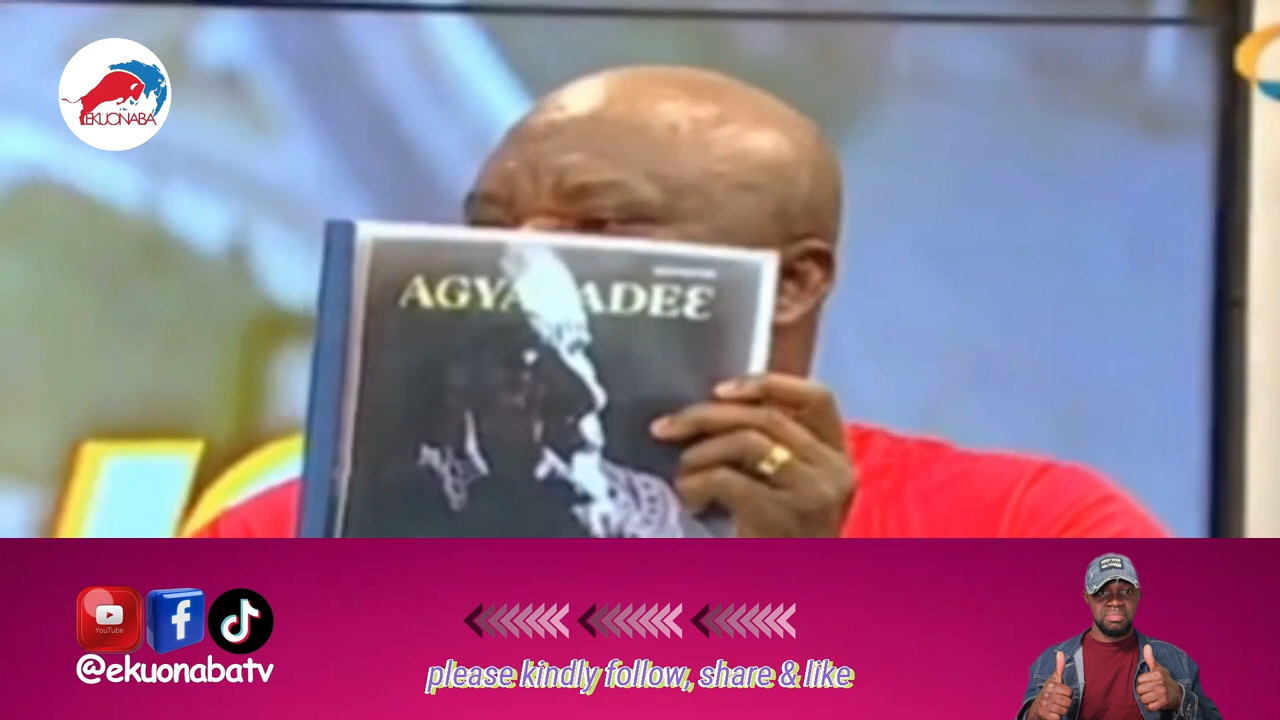 EKUONABA
AGYA ADEƐ
YouTube
@ekuonabatv
please kindly follow, share & like